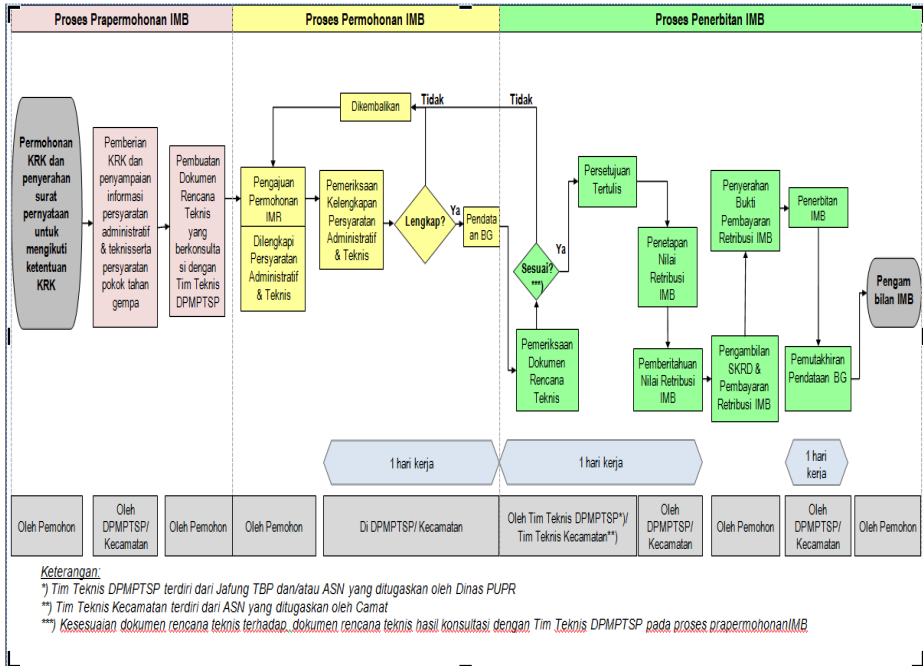 Proses Prapermohonan IMB
Proses Permohonan IMB
Proses Penerbitan IMB
Permohonan
KRK dan
penyerahan
surat
pernyataan
untuk
mengikuti
ketentuan
KRK
Pemberian
KRK dan
penyampaian
informasi
persyaratan
administratif
& teknisserta
persyaratan
pokok tahan
gempa
Pembuatan
Dokumen
Rencana
Teknis
yang
berkonsulta
si dengan
Tim Teknis
DPMPTSP
Dikembalikan
Tidak
Pengajuan
Permohonan
IMR
Dilengkapi
Persyaratan
Administratif
& Teknis
Pemeriksaan
Kelengkapan
Persyaratan
Administratif
& Teknis
Lengkap?
Ya
Pendata
an BG
Tidak
Sesuai?
***)
Ya
Pemeriksaan
Dokumen
Rencana
Teknis
Persetujuan
Tertulis
Penetapan
Nilai
Retribusi
IMB
Pemberitahuan
Nilai Retribusi
IMB
Pengambilan
SKRD &
Pembayaran
Retribusi IMB
Penyerahan
Bukti
Pembayaran
Retribusi IMB
Penerbitan
IMB
Pemutakhiran
Pendataan BG
Pengam
bilan IMB
1 hari kerja
1 hari kerja
1 hari
kerja
Oleh Pemohon
Oleh
DPMPTSP/
Kecamatan
Oleh Pemohon
Oleh Pemohon
Di DPMPTSP/ Kecamatan
Oleh Tim Teknis DPMPTSP*)/
Tim Teknis Kecamatan**)
Oleh
DPMPTSP/
Kecamatan
Oleh Pemohon
Oleh
DPMPTSP/
Kecamatan
Oleh Pemohon
Keterangan:
*) Tim Teknis DPMPTSP terdiri dari Jafung TBP dan/atau ASN yang ditugaskan oleh Dinas PUPR
**) Tim Teknis Kecamatan terdiri dari ASN yang ditugaskan oleh Camat
***) Kesesuaian dokumen rencana teknis terhadap dokumen rencana teknis hasil konsultasi dengan Tim Teknis DPMPTSP pada proses prapermohonanIMB